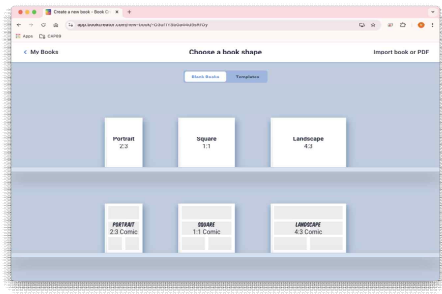 Create a new book - Book C
Apps
CAPRB
< My Books
Choose a book shape
Import book or PDF
Blank Books
Templates
Portrait
2:3
Square
1:1
Landscape
4:3
PORTRAIT
2:3 Comic
SQUARE
1:1 Comic
LANDSCAPE
4:3 Comic